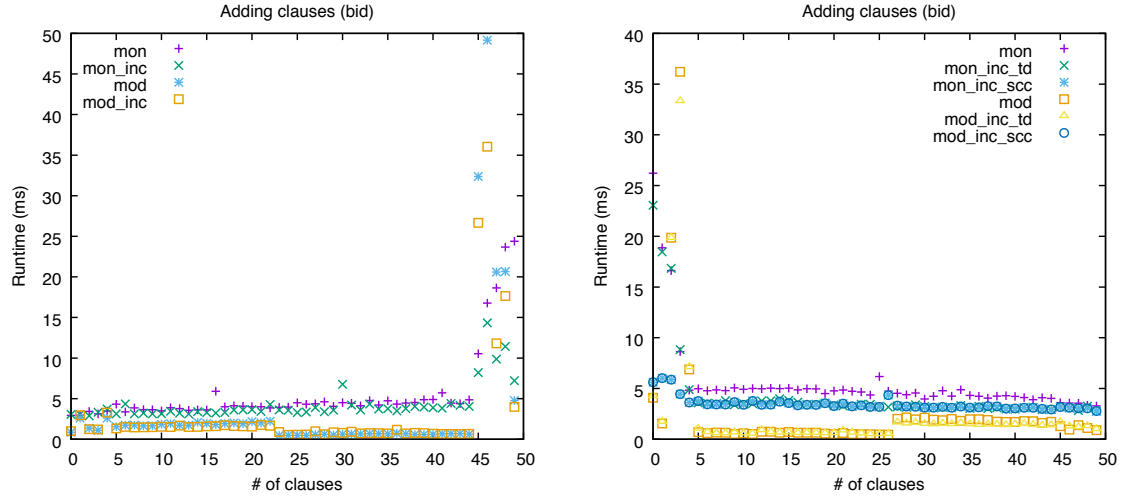 Adding clauses (bid)
50
45
40
35
30
25
20
15
10
5
0
Runtime (ms)
mon
mon_inc
mod
mod_inc
0 5 10 15 20 25 30 35 40 45 50
# of clauses
Adding clauses (bid)
40
35
30
25
20
15
10
5
0
Runtime (ms)
mon
mon_inc_td
mon_inc_scc
mod
mod_inc_td
mod_inc_scc
0 5 10 15 20 25 30 35 40 45 50
# of clauses